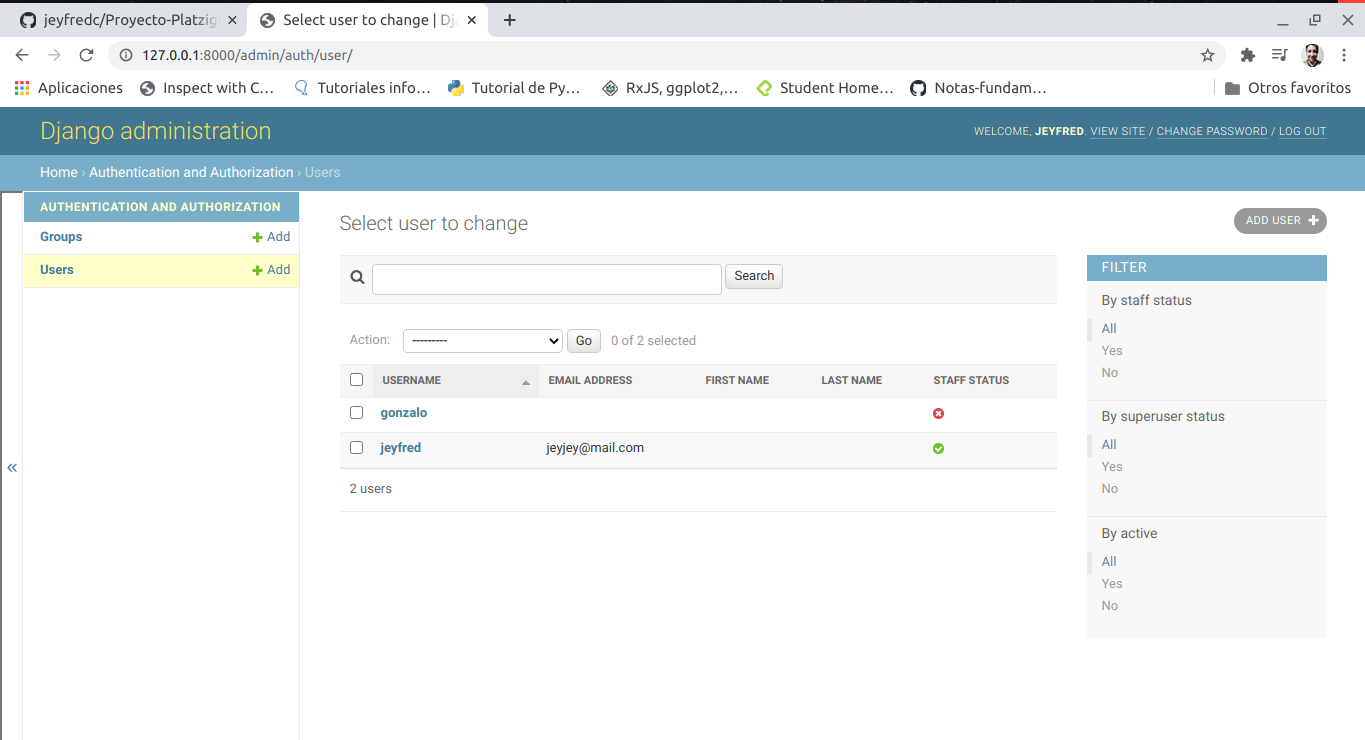 jeyfredc/Proyecto-Platzig
Select user to change | Dj
127.0.0.1:8000/admin/auth/user/
Aplicaciones Inspect with C... Tutoriales info... Tutorial de Py... RxJS, ggplot2,... Student Home... Notas-fundam... Otros favoritos
Django administration
WELCOME, JEYFRED. VIEW SITE / CHANGE PASSWORD / LOG OUT
Home › Authentication and Authorization › Users
AUTHENTICATION AND AUTHORIZATION
Groups + Add
Users + Add
«
Select user to change
ADD USER +
Search
Action: --------- Go 0 of 2 selected
USERNAME EMAIL ADDRESS FIRST NAME LAST NAME STAFF STATUS
gonzalo
jeyfred jeyjey@mail.com
2 users
FILTER
By staff status
All
Yes
No
By superuser status
All
Yes
No
By active
All
Yes
No